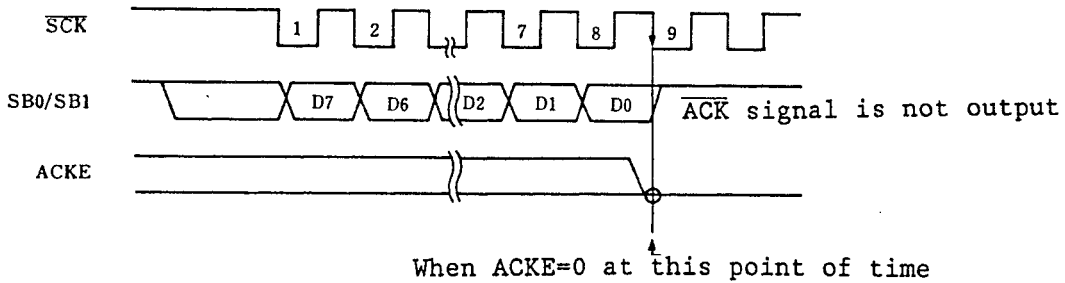 SCK 1 2 7 8 9
SB0/SB1 D7 D6 D2 D1 D0 ACK signal is not output
ACKE
When ACKE=0 at this point of time